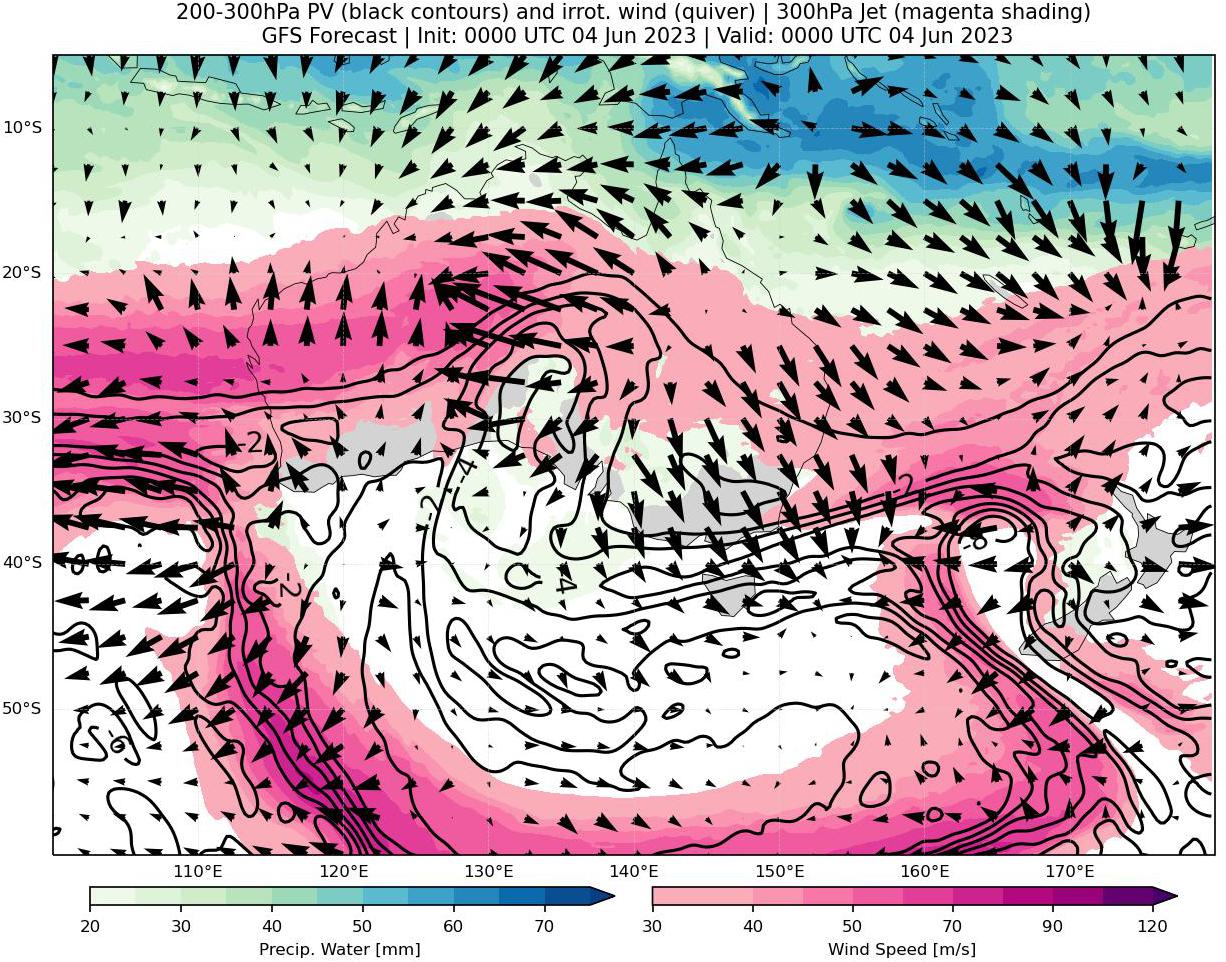 200-300hPa PV (black contours) and irrot. wind (quiver) | 300hPa Jet (magenta shading)
GFS Forecast | Init: 0000 UTC 04 Jun 2023 | Valid: 0000 UTC 04 Jun 2023
10°S
20°S
30°S
-2
-4
-2
-2
40°S
-2
-4
-6
50°S
-6
110°E 120°E 130°E 140°E 150°E 160°E 170°E
20 30 40 50 60 70
Precip. Water [mm]
30 40 50 70 90 120
Wind Speed [m/s]